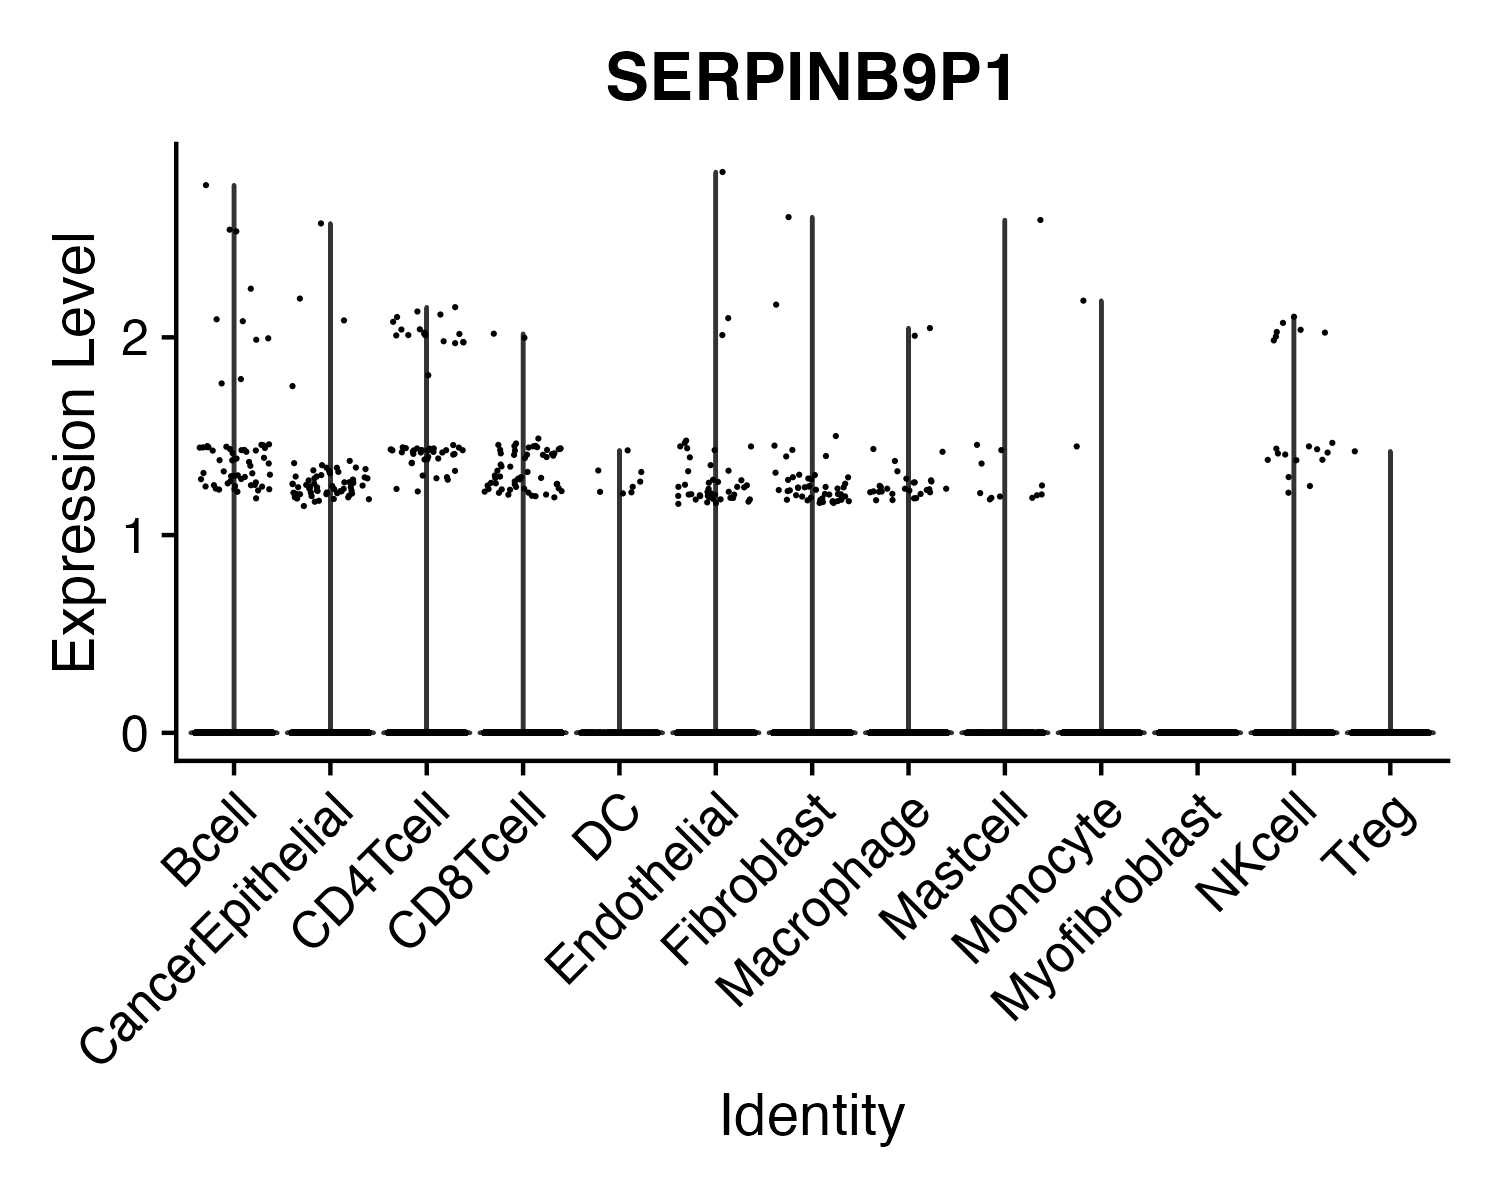 SERPINB9P1
Expression Level
2
1
0
Bcell
CancerEpithelial
CD4Tcell
CD8Tcell
DC
Endothelial
Fibroblast
Macrophage
Mastcell
Monocyte
Myofibroblast
NKcell
Treg
Identity